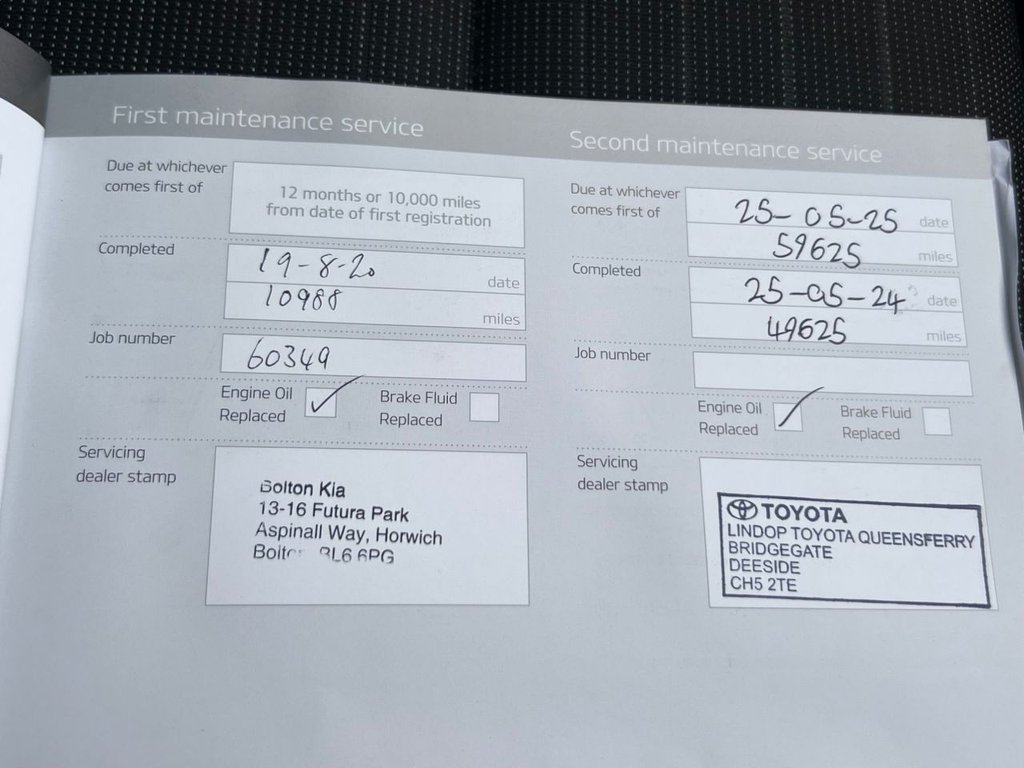 First maintenance service
Due at whichever
comes first of
12 months or 10,000 miles
from date of first registration
Completed
19-8-20
date
10988
miles
Job number
60349
Engine Oil
Replaced
Brake Fluid
Replaced
Servicing
dealer stamp
Bolton Kia
13-16 Futura Park
Aspinall Way, Horwich
Bolton BL6 6PG
Second maintenance service
Due at whichever
comes first of
25-05-25
date
59625
miles
Completed
25-05-24
date
49625
miles
Job number
Engine Oil
Replaced
Brake Fluid
Replaced
Servicing
dealer stamp
TOYOTA
LINDOP TOYOTA QUEENSFERRY
BRIDGEGATE
DEESIDE
CH5 2TE